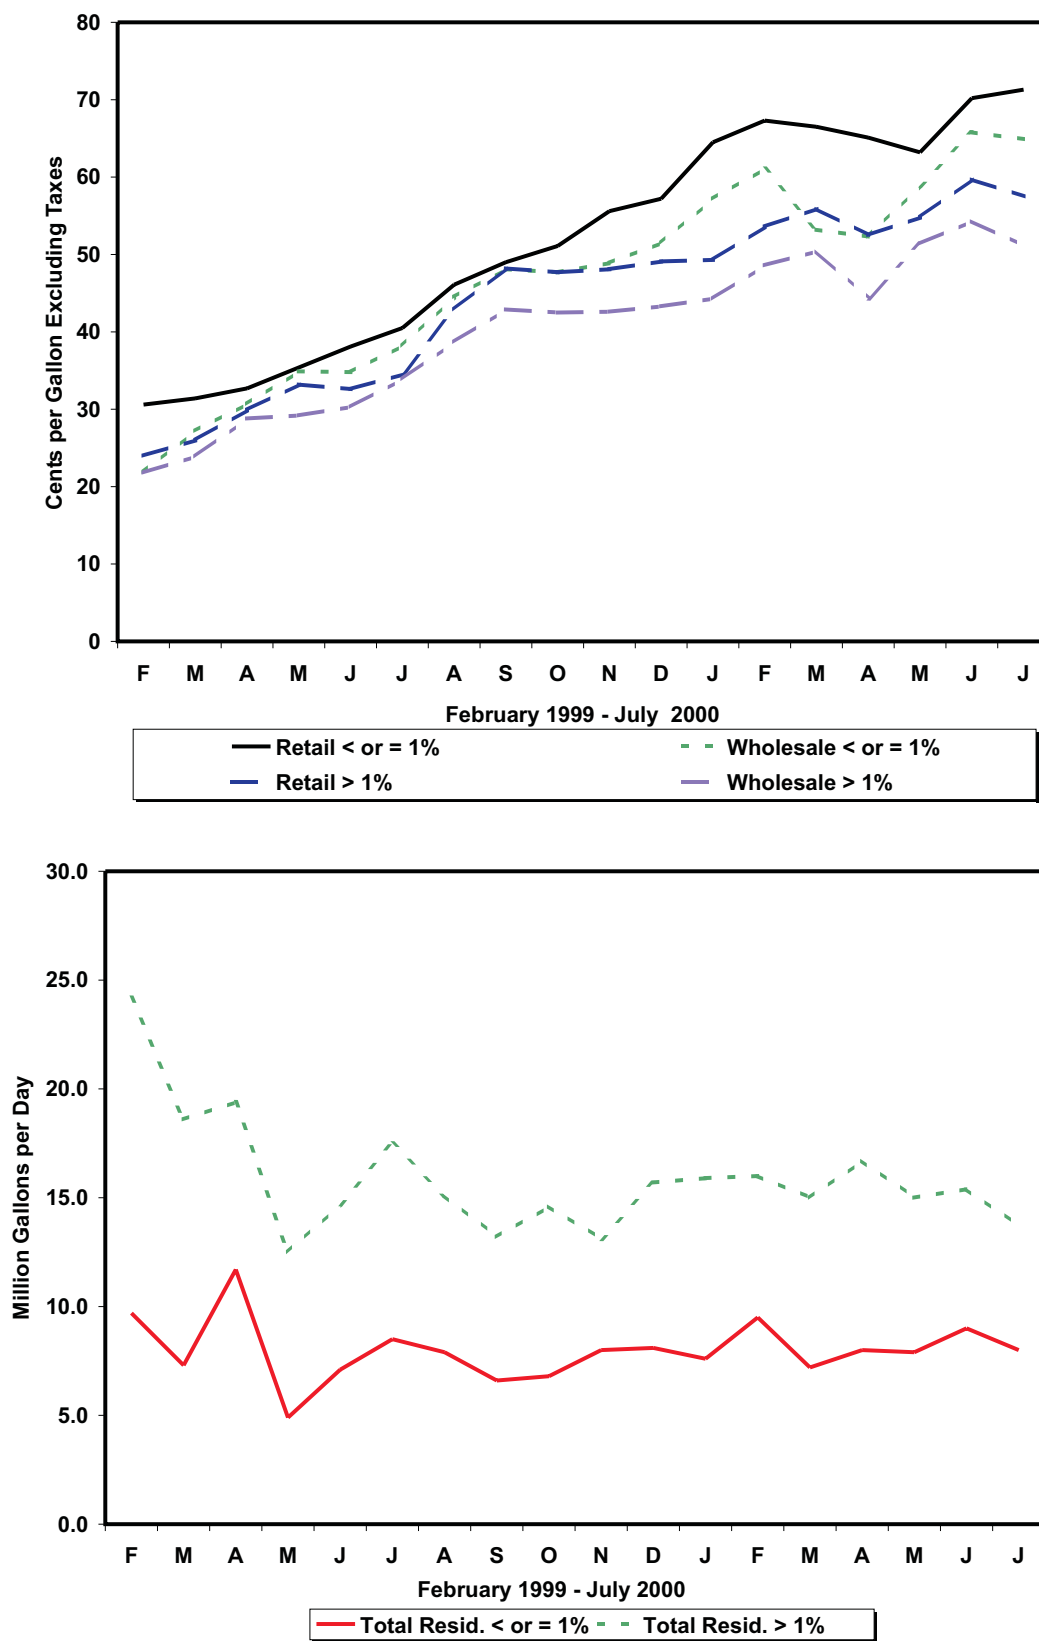 80
70
60
50
40
30
20
10
0
Cents per Gallon Excluding Taxes
F M A M J J A S O N D J F M A M J J
February 1999 - July 2000
Retail < or = 1% Wholesale < or = 1%
Retail > 1% Wholesale > 1%
30.0
25.0
20.0
15.0
10.0
5.0
0.0
Million Gallons per Day
F M A M J J A S O N D J F M A M J J
February 1999 - July 2000
Total Resid. < or = 1% Total Resid. > 1%